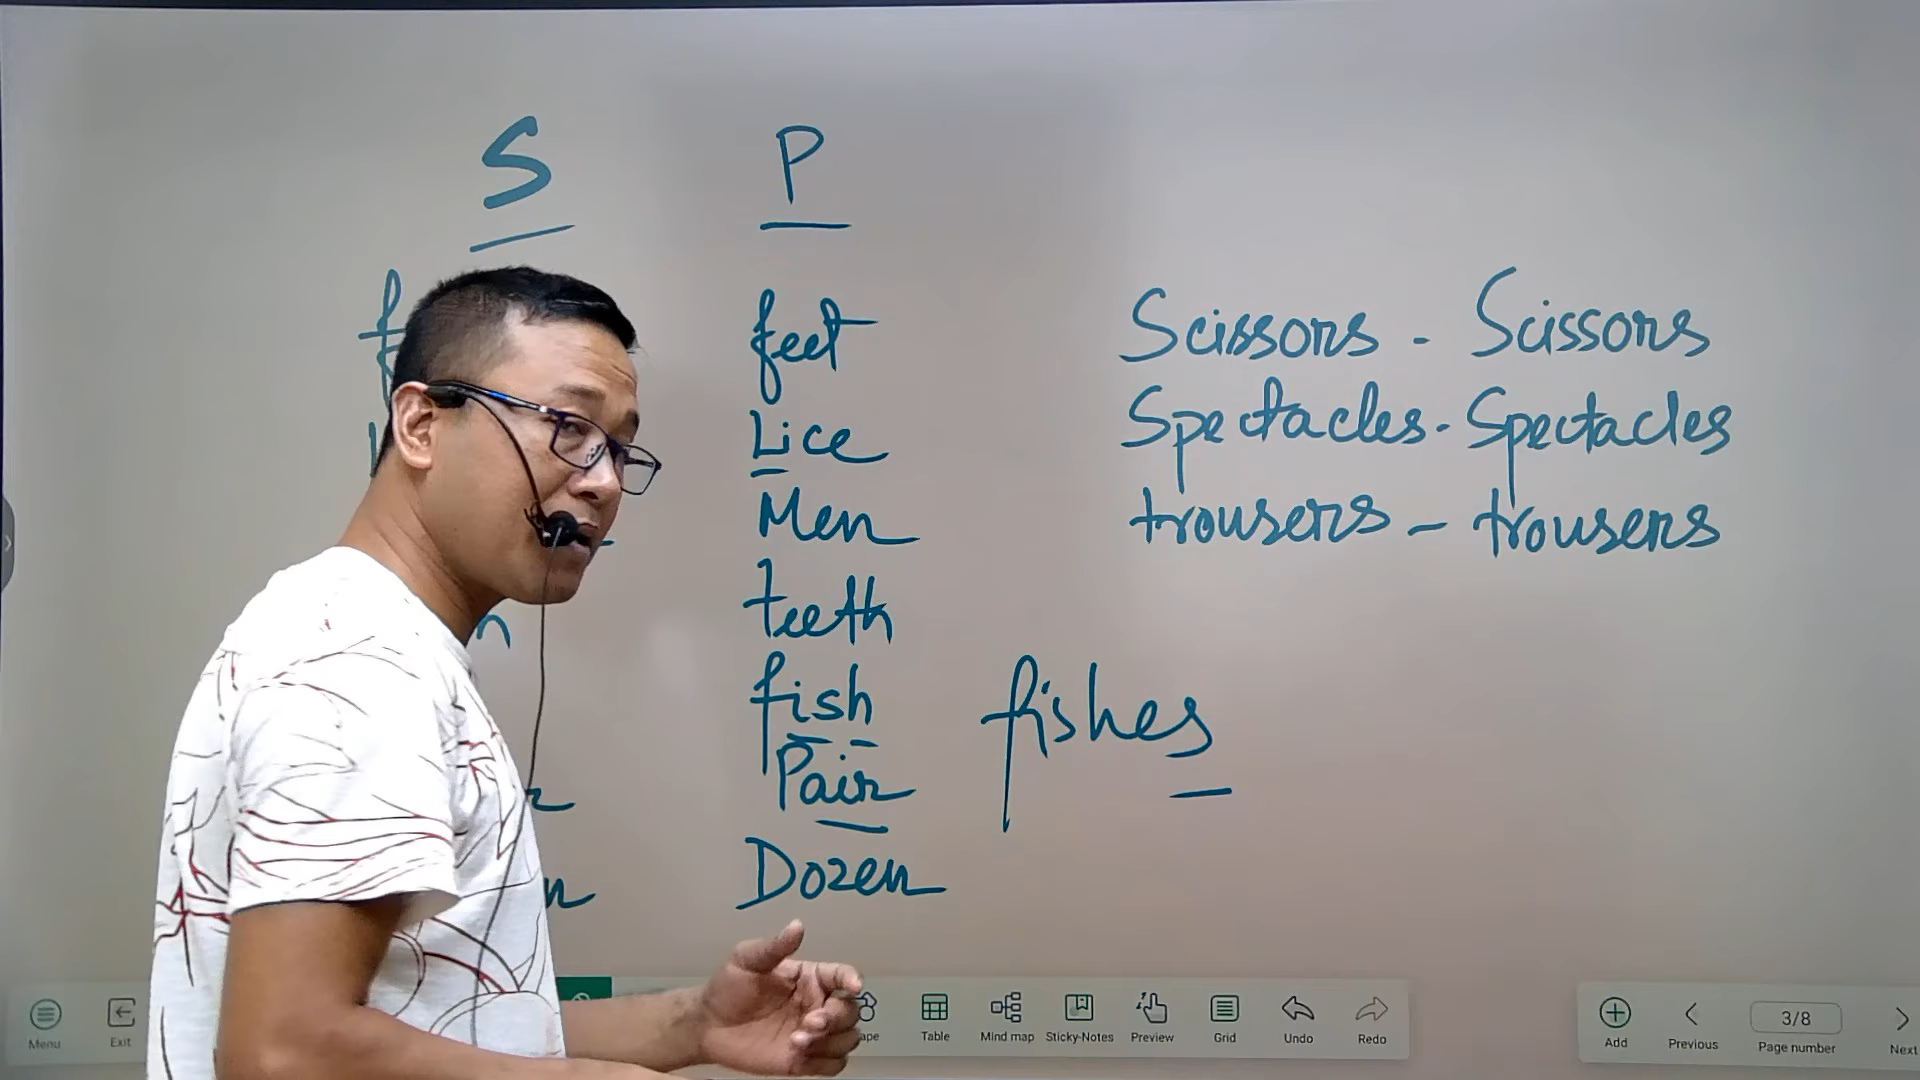 S P
feet
Lice
Men
teeth
fish fishes
Pair
Dozen
Scissors - Scissors
Spectacles - Spectacles
trousers - trousers
Menu Exit Table Mind map Sticky-Notes Preview Grid Undo Redo Add Previous 3/8 Page number Next